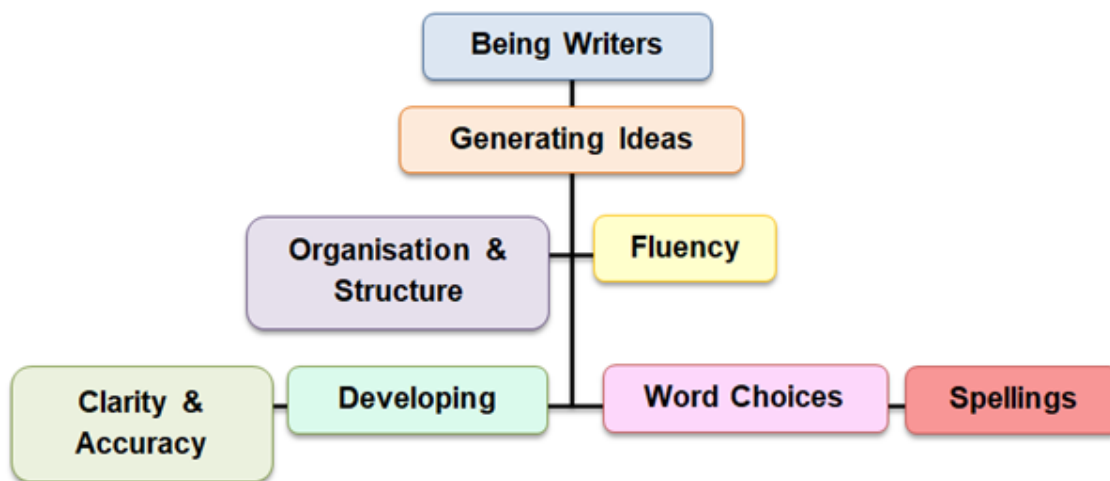 Being Writers
Generating Ideas
Organisation &
Structure
Fluency
Clarity &
Accuracy
Developing
Word Choices
Spellings